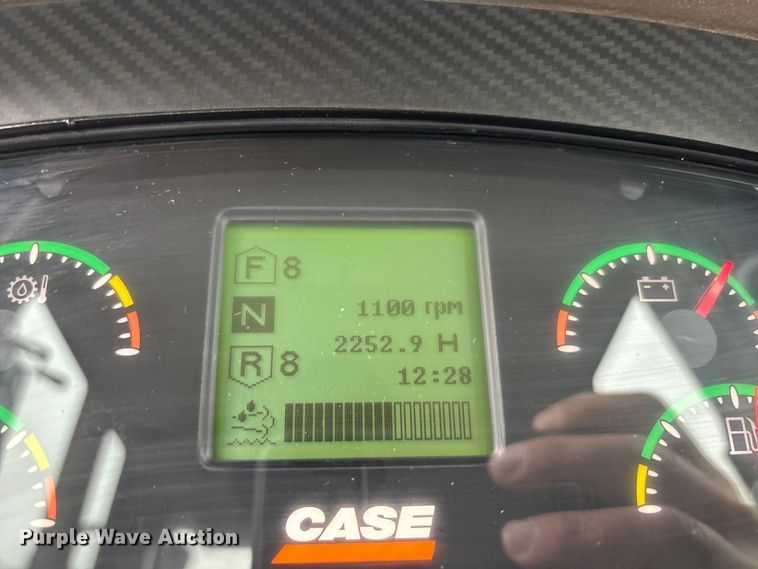 F 8
N
1100 rpm
2252.9 H
R 8
12:28
CASE
Purple Wave Auction